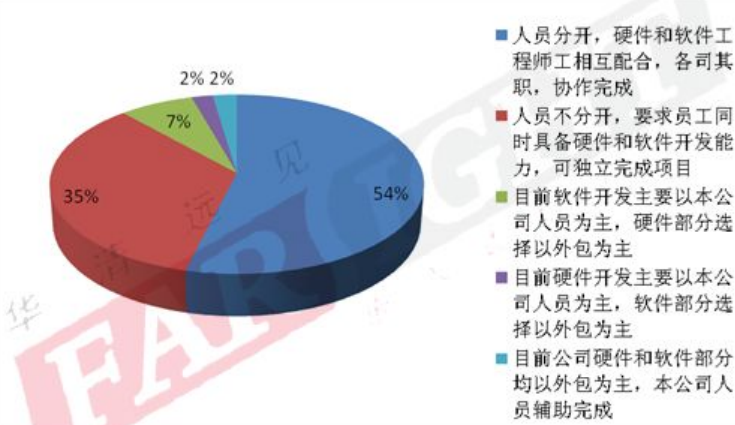 2% 2%
7%
35%
54%
人员分开，硬件和软件工
程师工相互配合，各司其
职，协作完成
人员不分开，要求员工同
时具备硬件和软件开发能
力，可独立完成项目
目前软件开发主要以本公
司人员为主，硬件部分选
择以外包为主
目前硬件开发主要以本公
司人员为主，软件部分选
择以外包为主
目前公司硬件和软件部分
均以外包为主，本公司人
员辅助完成
华清远见
FARSIGHT